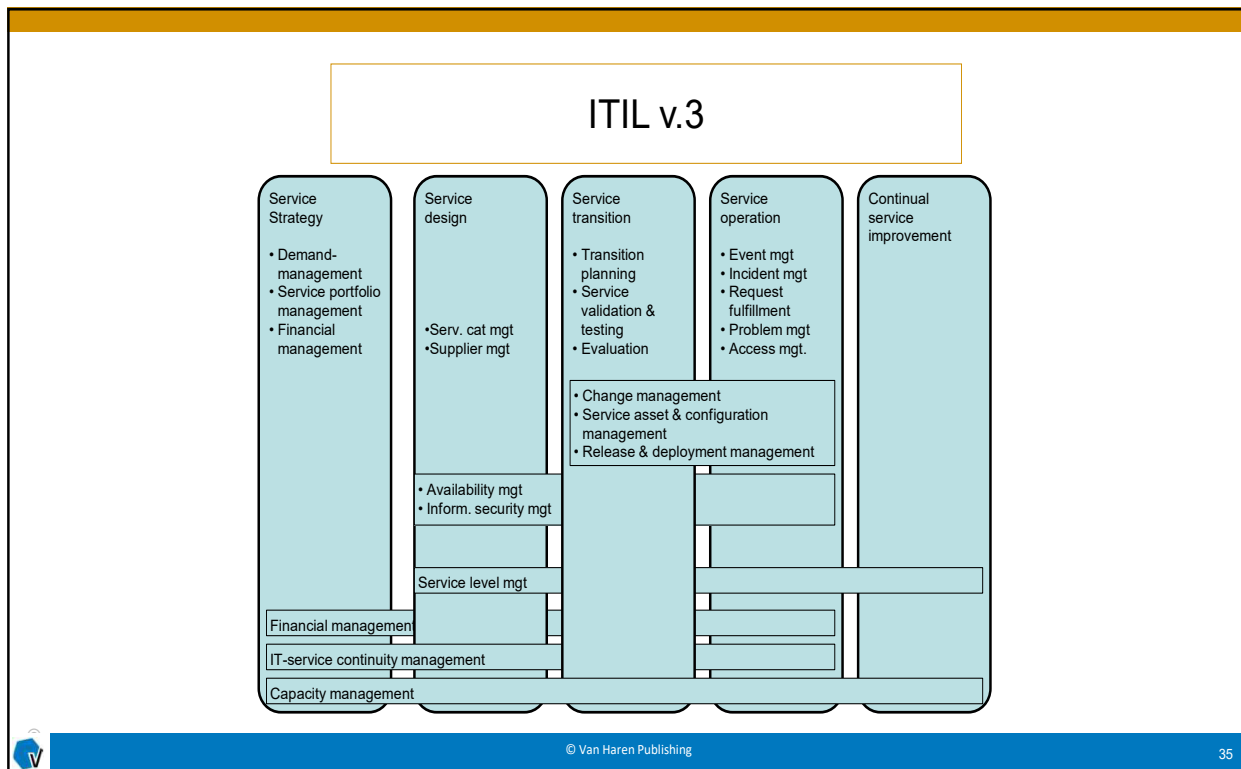 ITIL v.3
Service
Strategy
• Demand-
management
• Service portfolio
management
• Financial
management
Service
design
•Serv. cat mgt
•Supplier mgt
Service
transition
• Transition
planning
• Service
validation &
testing
• Evaluation
Service
operation
• Event mgt
• Incident mgt
• Request
fulfillment
• Problem mgt
• Access mgt.
Continual
service
improvement
• Change management
• Service asset & configuration
management
• Release & deployment management
• Availability mgt
• Inform. security mgt
Service level mgt
Financial management
IT-service continuity management
Capacity management
V
© Van Haren Publishing
35